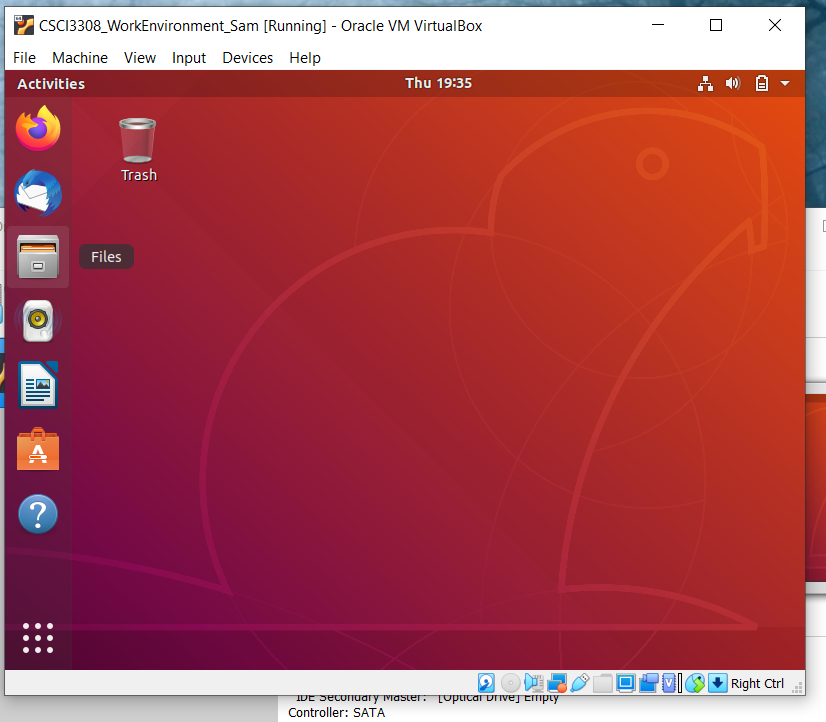 CSCI3308_WorkEnvironment_Sam [Running] - Oracle VM VirtualBox
File Machine View Input Devices Help
Activities Thu 19:35
Trash
Files
Right Ctrl
IDE Secondary Master: [Optical Drive] Empty
Controller: SATA